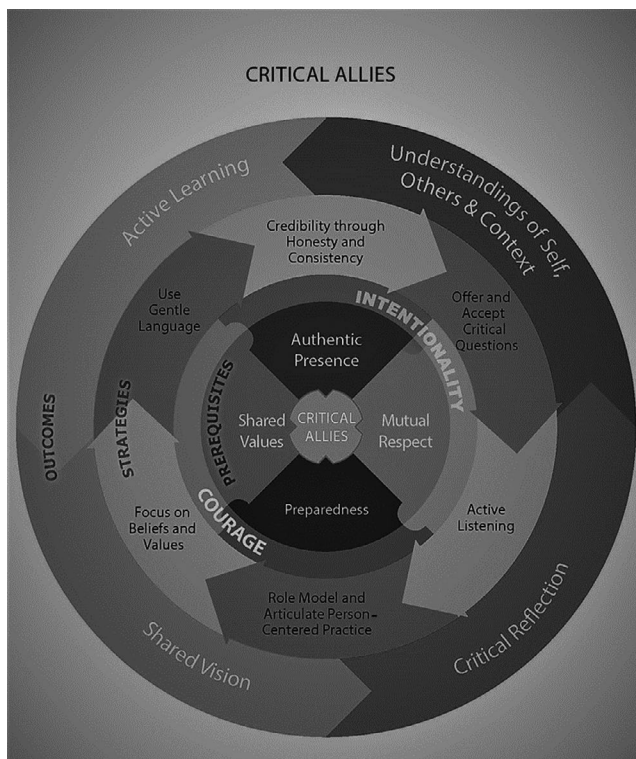 CRITICAL ALLIES
Active Learning
Understandings of Self,
Others & Context
Credibility through
Honesty and
Consistency
Use
Gentle
Language
INTENTIONALITY
Offer and
Accept
Critical
Questions
Authentic
Presence
PREREQUISITES
Shared
Values
CRITICAL
ALLIES
Mutual
Respect
OUTCOMES
STRATEGIES
Preparedness
COURAGE
Focus on
Beliefs and
Values
Active
Listening
Role Model and
Articulate Person–
Centered Practice
Shared Vision
Critical Reflection